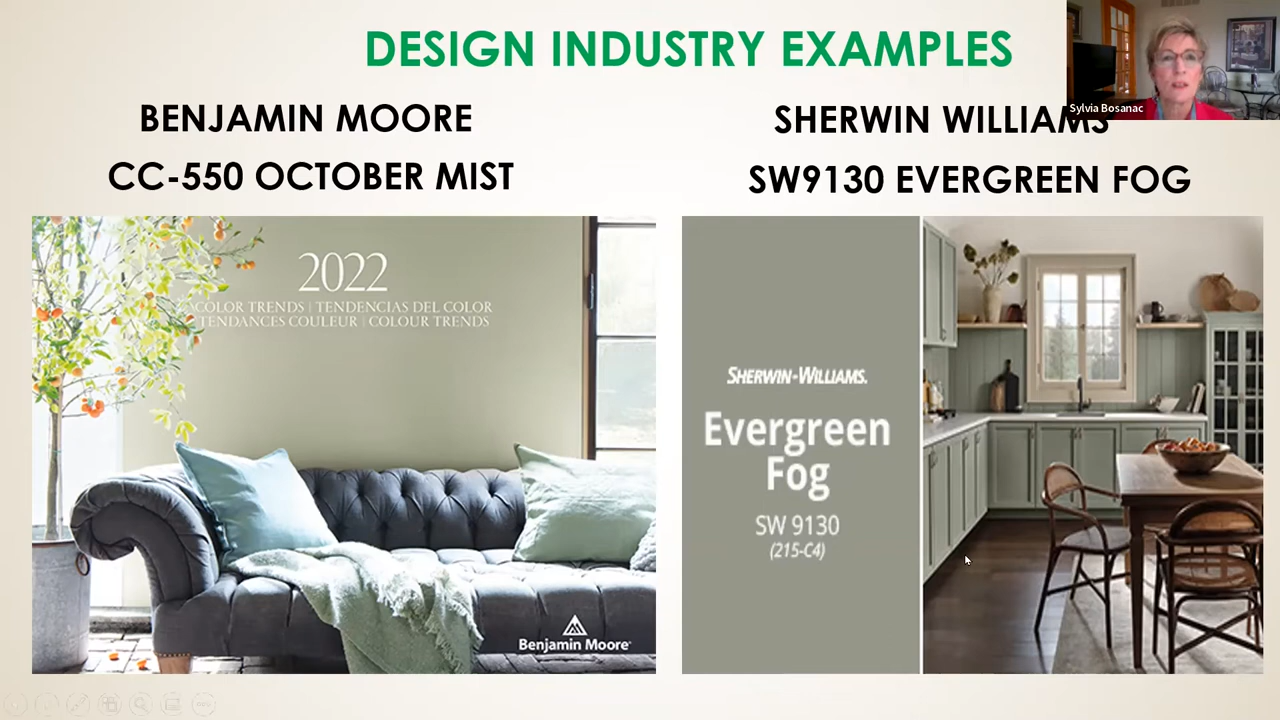 DESIGN INDUSTRY EXAMPLES
Sylvia Bosanac
BENJAMIN MOORE
CC-550 OCTOBER MIST
SHERWIN WILLIAMS
SW9130 EVERGREEN FOG
2022
COLOR TRENDS | TENDENCIAS DEL COLOR
TENDANCES COULEUR | COLOUR TRENDS
Benjamin Moore®
SHERWIN-WILLIAMS.
Evergreen
Fog
SW 9130
(215-C4)